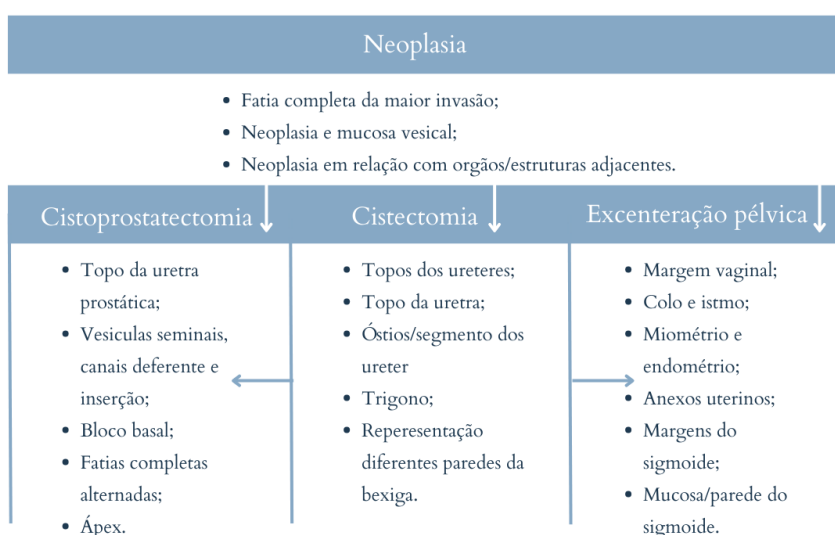 Neoplasia
• Fatia completa da maior invasão;
• Neoplasia e mucosa vesical;
• Neoplasia em relação com orgãos/estruturas adjacentes.
Cistoprostatectomia
• Topo da uretra
prostática;
• Vesiculas seminais,
canais deferente e
inserção;
• Bloco basal;
• Fatias completas
alternadas;
• Ápex.
Cistectomia
• Topos dos ureteres;
• Topo da uretra;
• Óstios/segmento dos
ureter
• Trigono;
• Reperesentação
diferentes paredes da
bexiga.
Excenteração pélvica
• Margem vaginal;
• Colo e istmo;
• Miométrio e
endométrio;
• Anexos uterinos;
• Margens do
sigmoide;
• Mucosa/parede do
sigmoide.